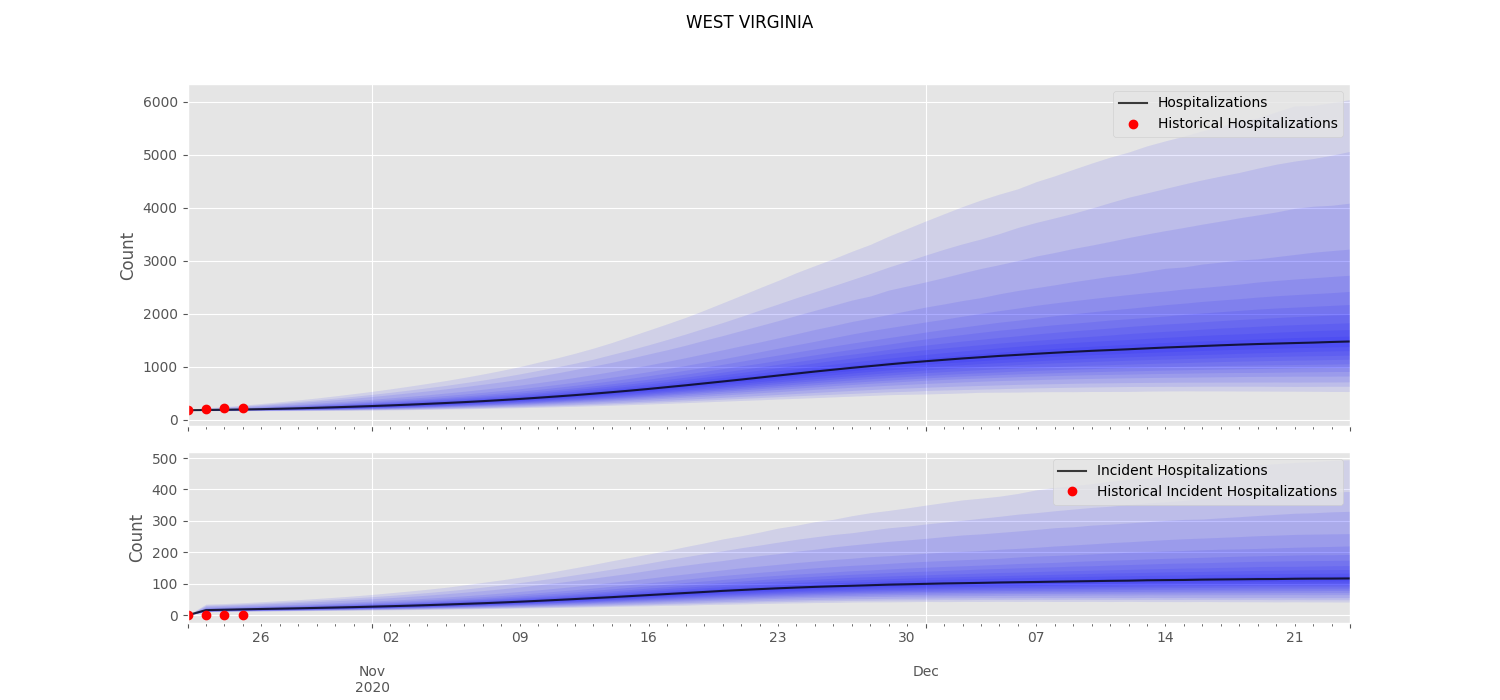 WEST VIRGINIA
6000
5000
4000
3000
2000
1000
0
Count
Hospitalizations
Historical Hospitalizations
500
400
300
200
100
0
Count
Incident Hospitalizations
Historical Incident Hospitalizations
26 02 09 16 23 30 07 14 21
Nov Dec
2020